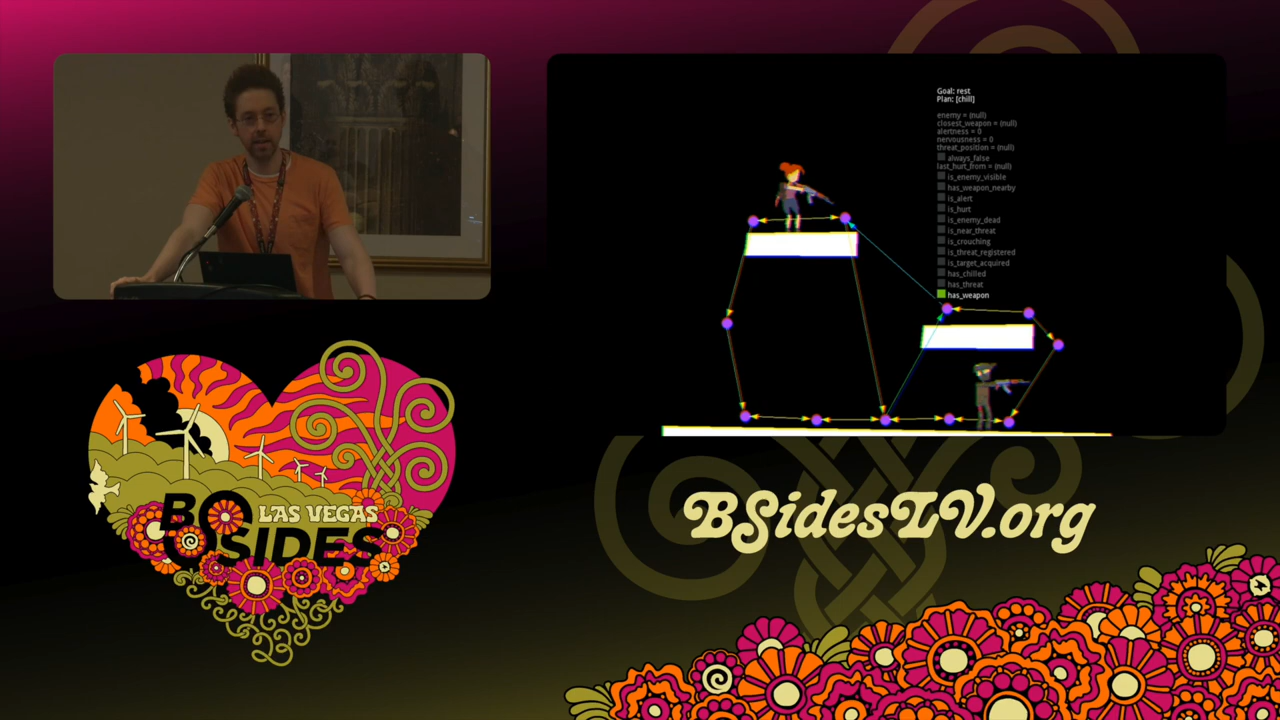 Goal: rest
Plan: [chill]
enemy = (null)
closest_weapon = (null)
alertness = 0
nervousness = 0
threat_position = (null)
always_false
last_hurt_from = (null)
is_enemy_visible
has_weapon_nearby
is_alert
is_hurt
is_enemy_dead
is_near_threat
is_crouching
is_threat_registered
is_target_acquired
has_chilled
has_threat
has_weapon
BSidesLV.org
LAS VEGAS
SIDES